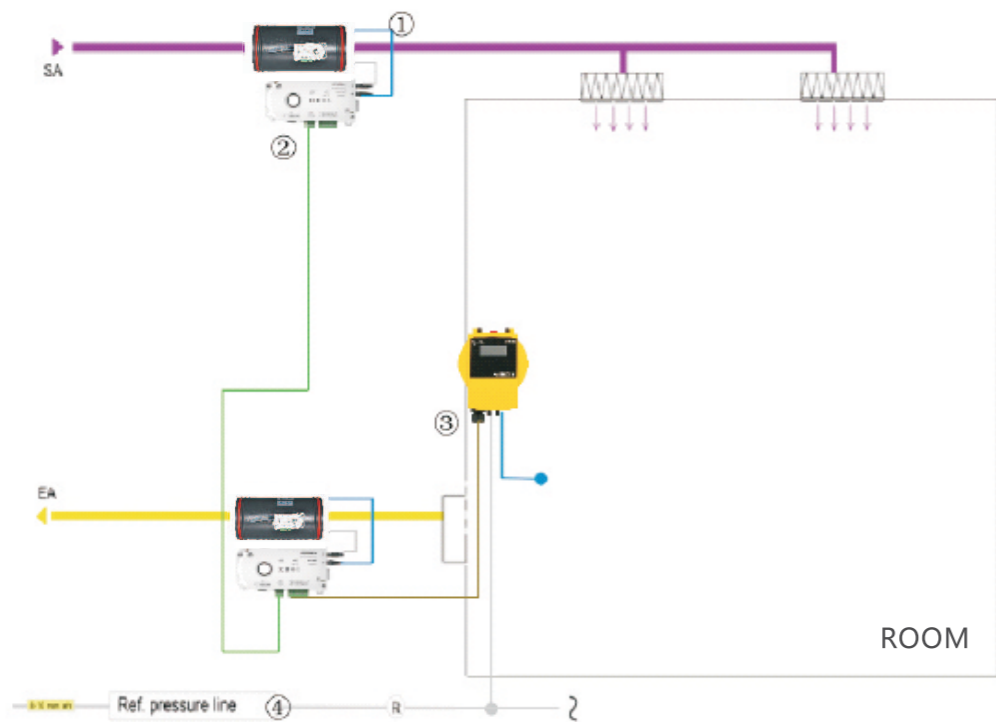 ①
SA
②
③
EA
ROOM
Ref. pressure line ④ R